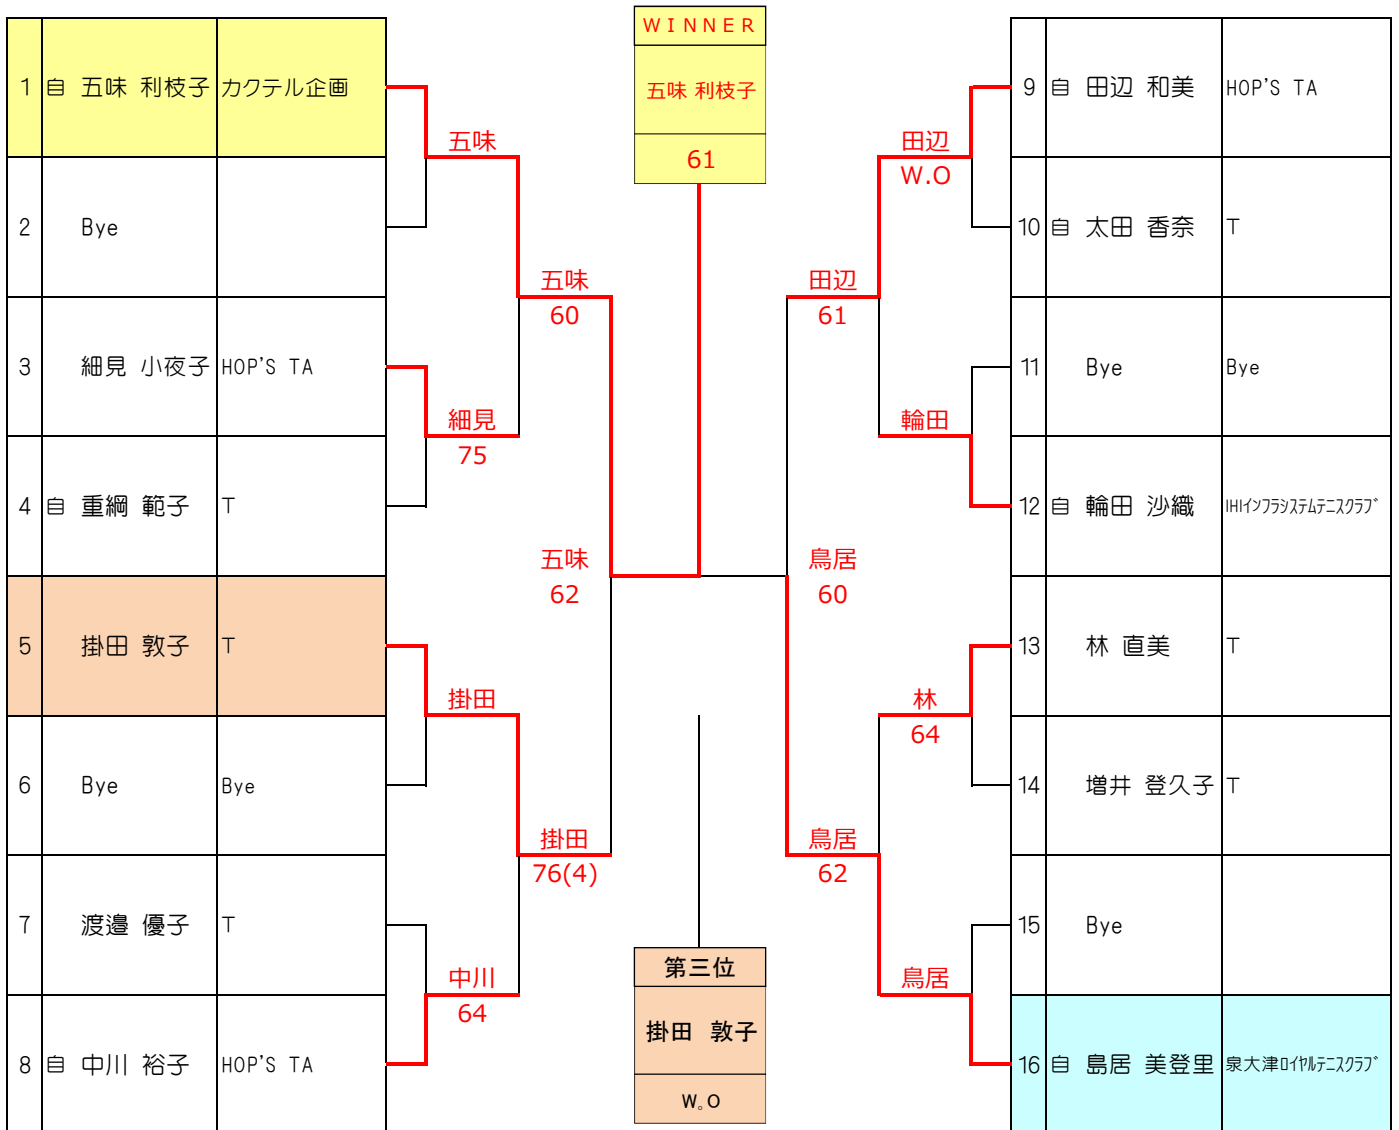 1 自 五味 利枝子 カクテル企画
2 Bye
3 細見 小夜子 HOP'S TA
4 自 重綱 範子 T
5 掛田 敦子 T
6 Bye Bye
7 渡邉 優子 T
8 自 中川 裕子 HOP'S TA
五味
細見
75
掛田
中川
64
五味
60
掛田
76(4)
五味
62
WINNER
五味 利枝子
61
第三位
掛田 敦子
W.O
鳥居
60
田辺
61
鳥居
62
田辺
W.O
輪田
林
64
鳥居
9 自 田辺 和美 HOP'S TA
10 自 太田 香奈 T
11 Bye Bye
12 自 輪田 沙織 IHIインフラシステムテニスクラブ
13 林 直美 T
14 増井 登久子 T
15 Bye
16 自 鳥居 美登里 泉大津ロイヤルテニスクラブ